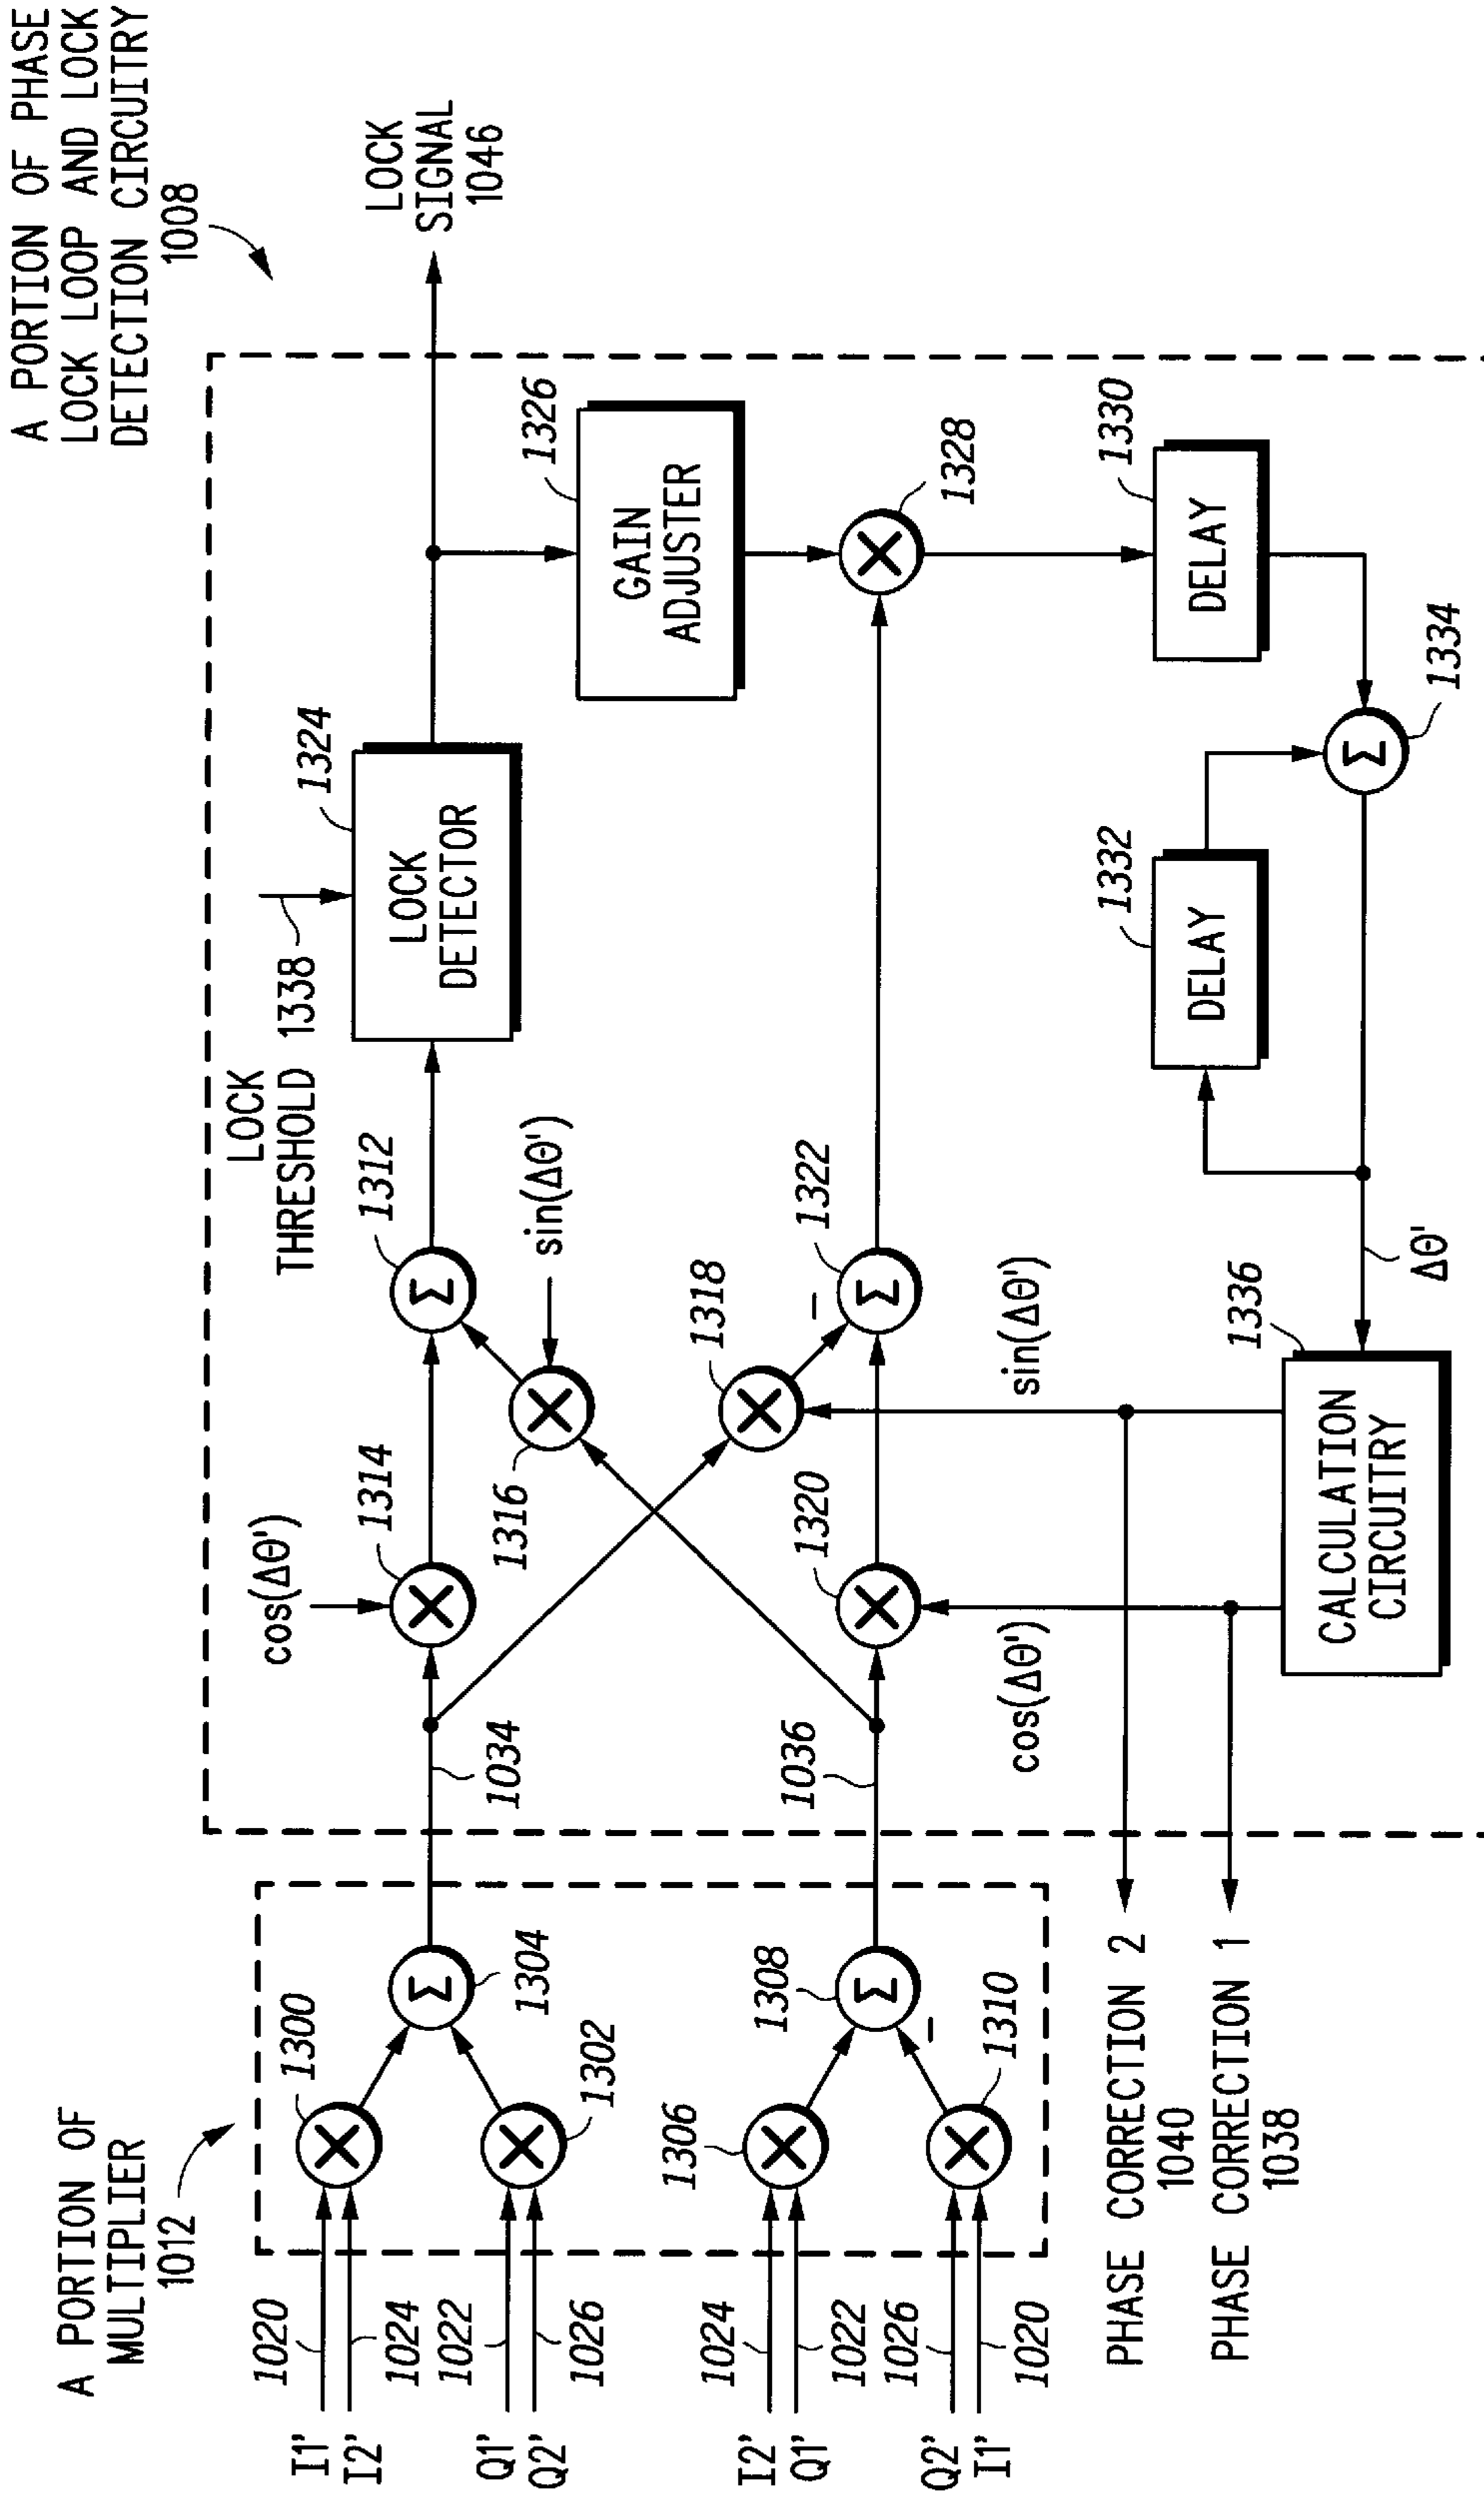 A PORTION OF
MULTIPLIER
1012
A PORTION OF PHASE
LOCK LOOP AND LOCK
DETECTION CIRCUITRY
1008
I1'
I2'
1020
1024
Q1'
Q2'
1022
1026
I2'
Q1'
1024
1022
Q2'
I1'
1026
1020
1300
1302
Σ
1304
1306
1310
Σ
1308
–
1034
1036
cos(Δθ')
1314
1316
sin(Δθ')
1318
1320
cos(Δθ')
sin(Δθ')
Σ
1312
Σ
1322
–
LOCK
THRESHOLD 1338
LOCK
DETECTOR
1324
LOCK
SIGNAL
1046
GAIN
ADJUSTER
1326
1328
DELAY
1330
DELAY
1332
Σ
1334
Δθ'
CALCULATION
CIRCUITRY
1336
PHASE CORRECTION 2
1040
PHASE CORRECTION 1
1038